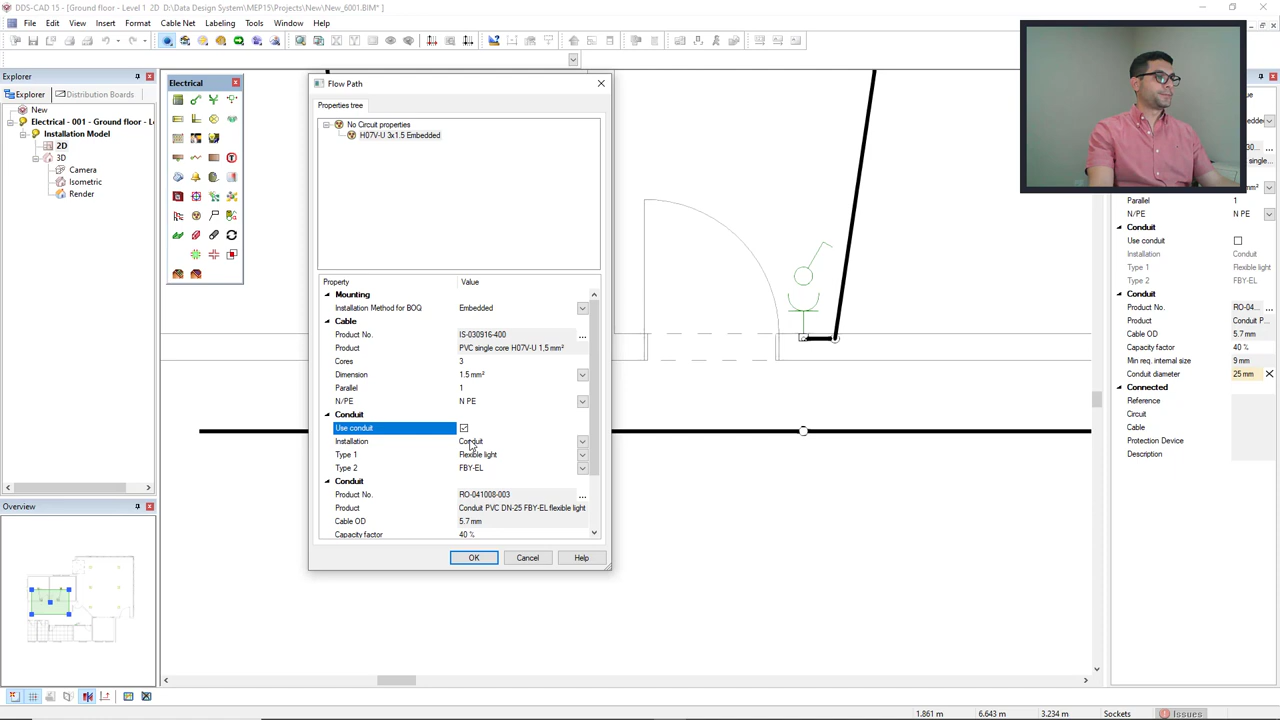 DDS-CAD 15 - [Ground floor - Level 1 2D D:\Data Design System\MEP15\Projects\New\New_6001.BIM*]
File Edit View Insert Format Cable Net Labeling Tools Window Help
Explorer
Explorer Distribution Boards
New
Electrical - 001 - Ground floor - L
Installation Model
2D
3D
Camera
Isometric
Render
Electrical
Flow Path
Properties tree
No Circuit properties
H07V-U 3x1.5 Embedded
Property Value
Mounting
Installation Method for BOQ Embedded
Cable
Product No. IS-030916-400 ...
Product PVC single core H07V-U 1,5 mm²
Cores 3
Dimension 1.5 mm²
Parallel 1
N/PE N PE
Conduit
Use conduit
Installation Conduit
Type 1 Flexible light
Type 2 FBY-EL
Conduit
Product No. RO-041008-003 ...
Product Conduit PVC DN-25 FBY-EL flexible light
Cable OD 5.7 mm
Capacity factor 40 %
OK Cancel Help
Parallel 1
N/PE N PE
Conduit
Use conduit
Installation Conduit
Type 1 Flexible light
Type 2 FBY-EL
Conduit
Product No. RO-04... ...
Product Conduit P...
Cable OD 5.7 mm
Capacity factor 40 %
Min req. internal size 9 mm
Conduit diameter 25 mm
Connected
Reference
Circuit
Cable
Protection Device
Description
Overview
1.861 m 6.643 m 3.234 m Sockets Issues